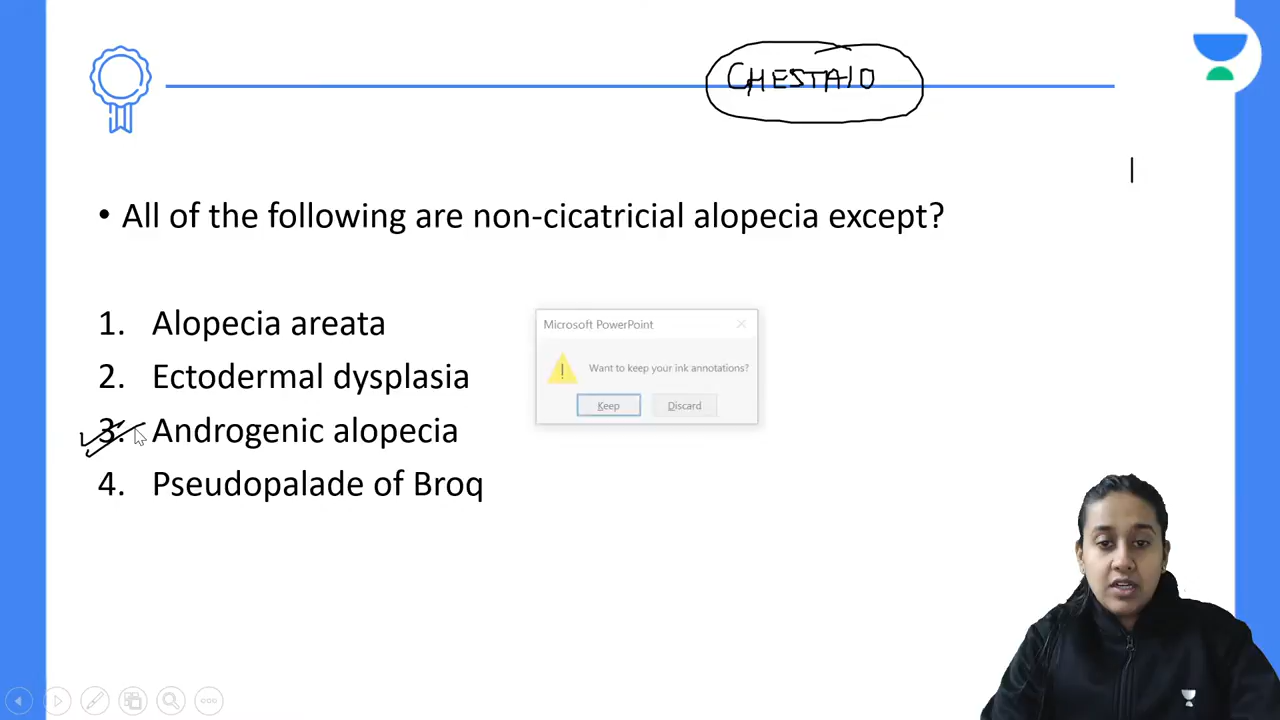 CHESTA10
• All of the following are non-cicatricial alopecia except?
1. Alopecia areata
2. Ectodermal dysplasia
3. Androgenic alopecia
4. Pseudopalade of Broq
Microsoft PowerPoint
Want to keep your ink annotations?
Keep Discard